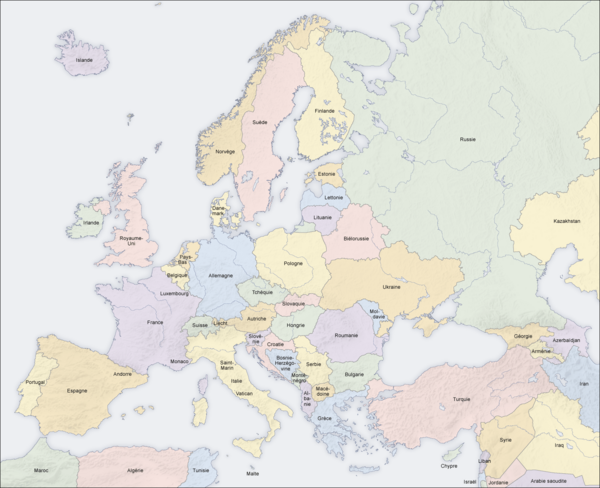 Islande
Finlande
Suède
Norvège
Russie
Estonie
Lettonie
Lituanie
Dane-
mark
Irlande
Royaume-
Uni
Kazakhstan
Biélorussie
Pays-
Bas
Belgique
Allemagne
Pologne
Luxembourg
Tchéquie
Ukraine
Slovaquie
Mol-
davie
France
Suisse
Liecht.
Autriche
Hongrie
Slové-
nie
Croatie
Roumanie
Géorgie
Azerbaïdjan
Arménie
Monaco
Saint-
Marin
Bosnie-
Herzégo-
vine
Serbie
Monté-
négro
Bulgarie
Andorre
Portugal
Espagne
Italie
Vatican
Al-
ba-
nie
Macé-
doine
Iran
Turquie
Grèce
Syrie
Iraq
Maroc
Algérie
Tunisie
Malte
Chypre
Liban
Israël
Jordanie
Arabie saoudite